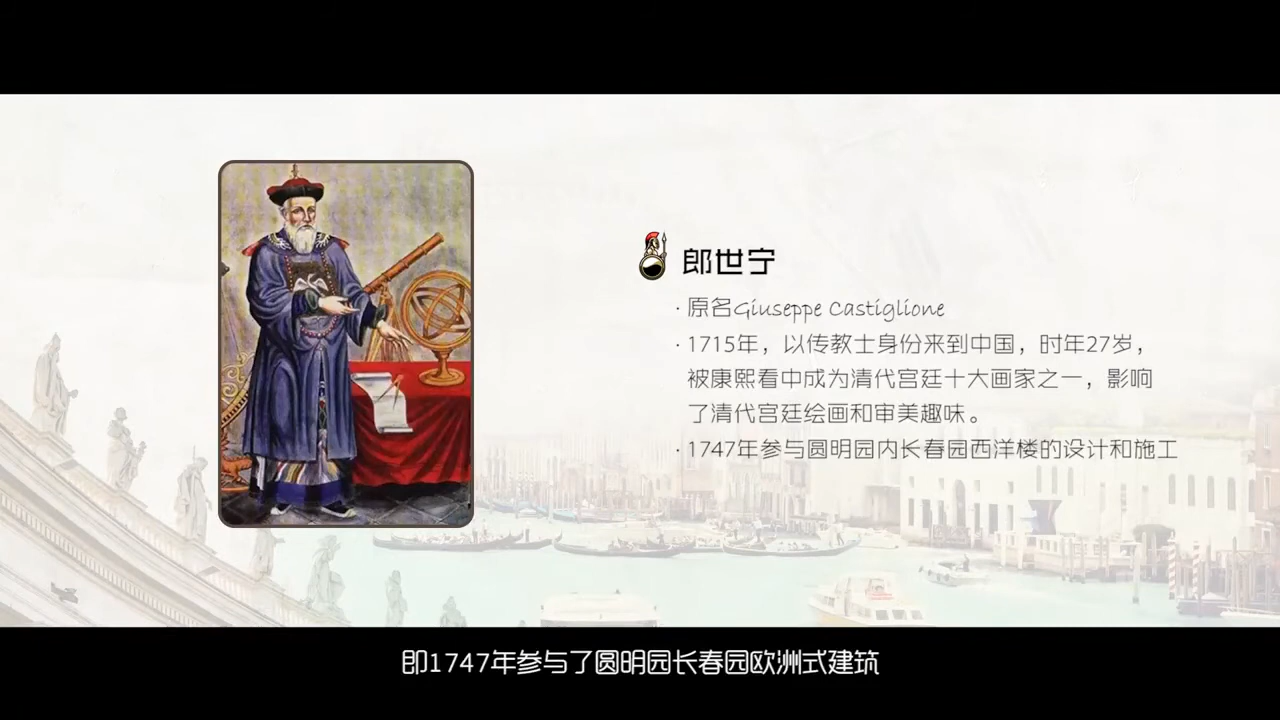 郎世宁
·原名Giuseppe Castiglione
·1715年，以传教士身份来到中国，时年27岁，
被康熙看中成为清代宫廷十大画家之一，影响
了清代宫廷绘画和审美趣味。
·1747年参与圆明园内长春园西洋楼的设计和施工
即1747年参与了圆明园长春园欧洲式建筑